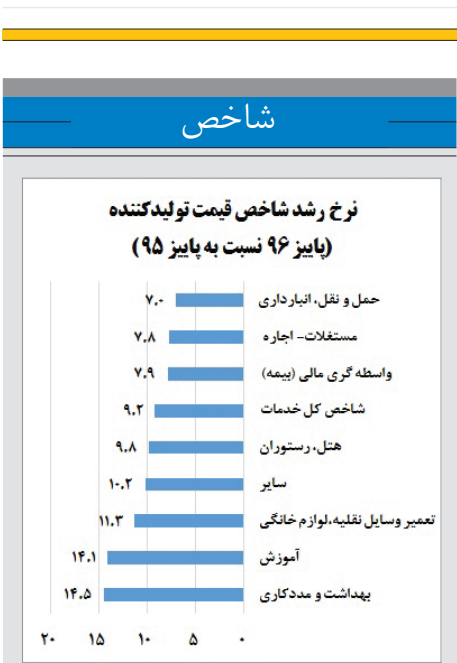 شاخص
نرخ رشد شاخص قیمت تولیدکننده
(پاییز ۹۶ نسبت به پاییز ۹۵)
حمل و نقل، انبارداری ۷.۰
مستغلات- اجاره ۷.۸
واسطه گری مالی (بیمه) ۷.۹
شاخص کل خدمات ۹.۲
هتل، رستوران ۹.۸
سایر ۱۰.۲
تعمیر وسایل نقلیه،لوازم خانگی ۱۱.۳
آموزش ۱۴.۱
بهداشت و مددکاری ۱۴.۵
۲۰ ۱۵ ۱۰ ۵ ۰